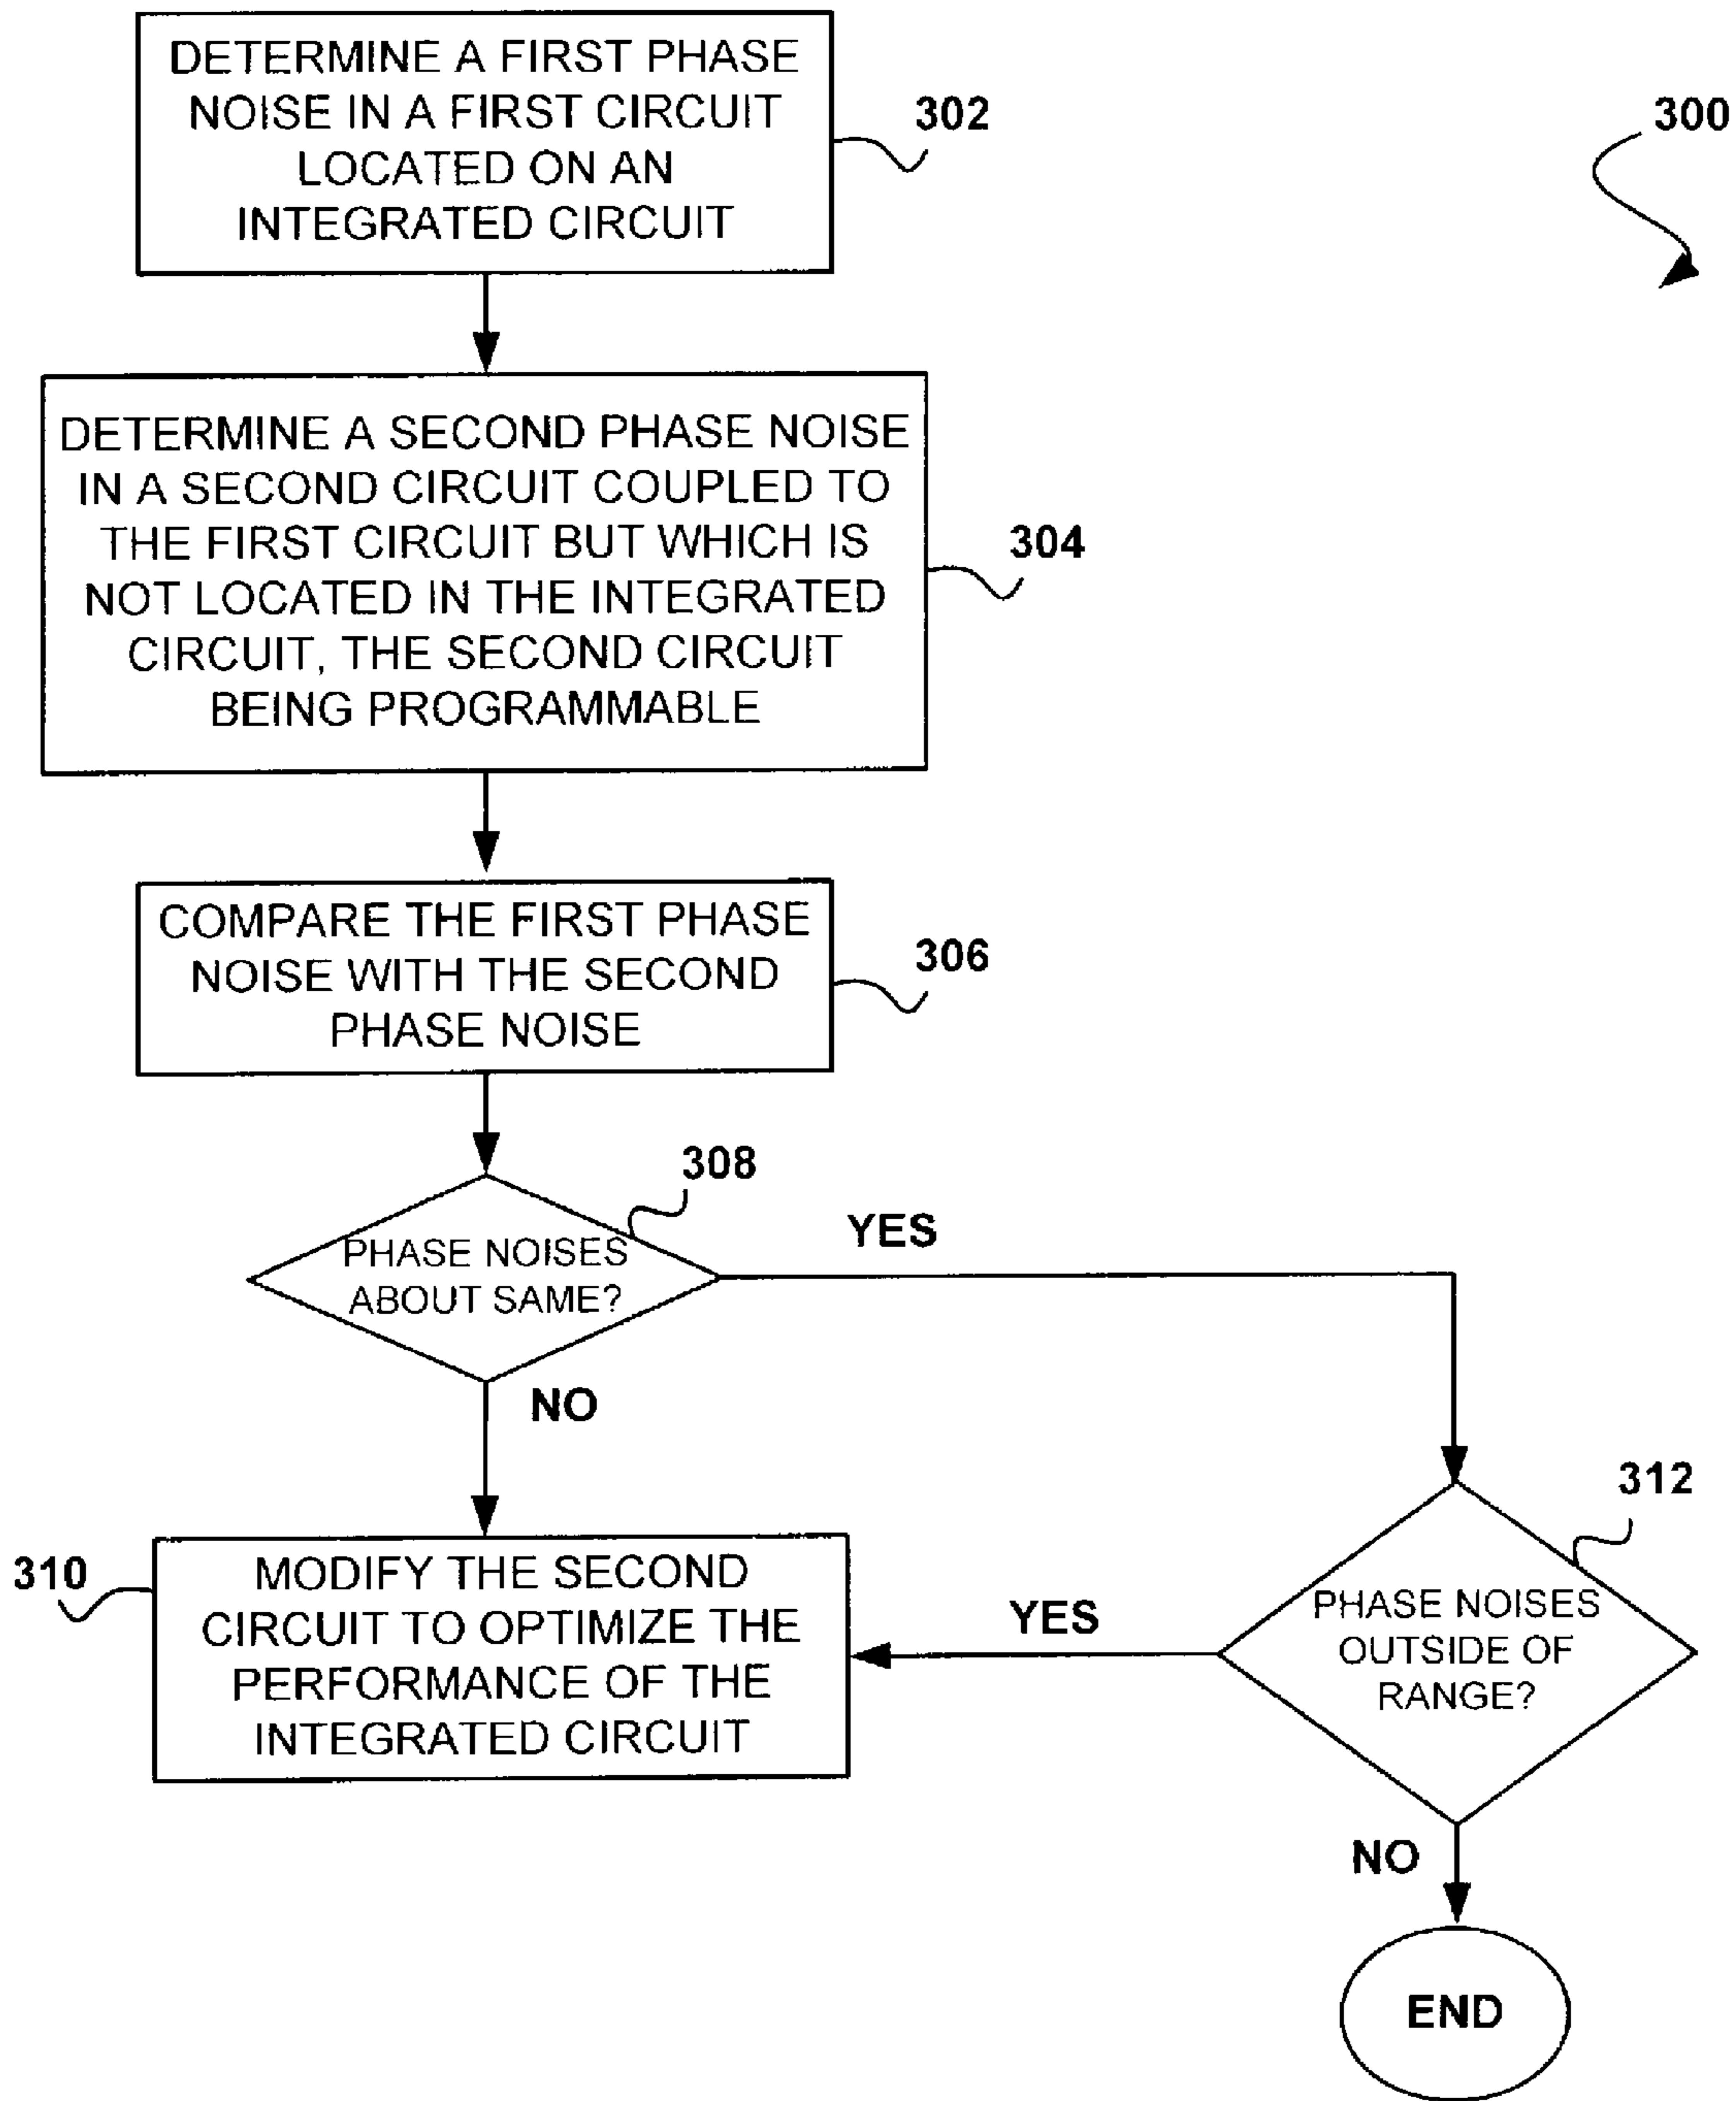 DETERMINE A FIRST PHASE
NOISE IN A FIRST CIRCUIT
LOCATED ON AN
INTEGRATED CIRCUIT
302
300
DETERMINE A SECOND PHASE NOISE
IN A SECOND CIRCUIT COUPLED TO
THE FIRST CIRCUIT BUT WHICH IS
NOT LOCATED IN THE INTEGRATED
CIRCUIT, THE SECOND CIRCUIT
BEING PROGRAMMABLE
304
COMPARE THE FIRST PHASE
NOISE WITH THE SECOND
PHASE NOISE
306
308
PHASE NOISES
ABOUT SAME?
YES
NO
310
MODIFY THE SECOND
CIRCUIT TO OPTIMIZE THE
PERFORMANCE OF THE
INTEGRATED CIRCUIT
312
PHASE NOISES
OUTSIDE OF
RANGE?
YES
NO
END